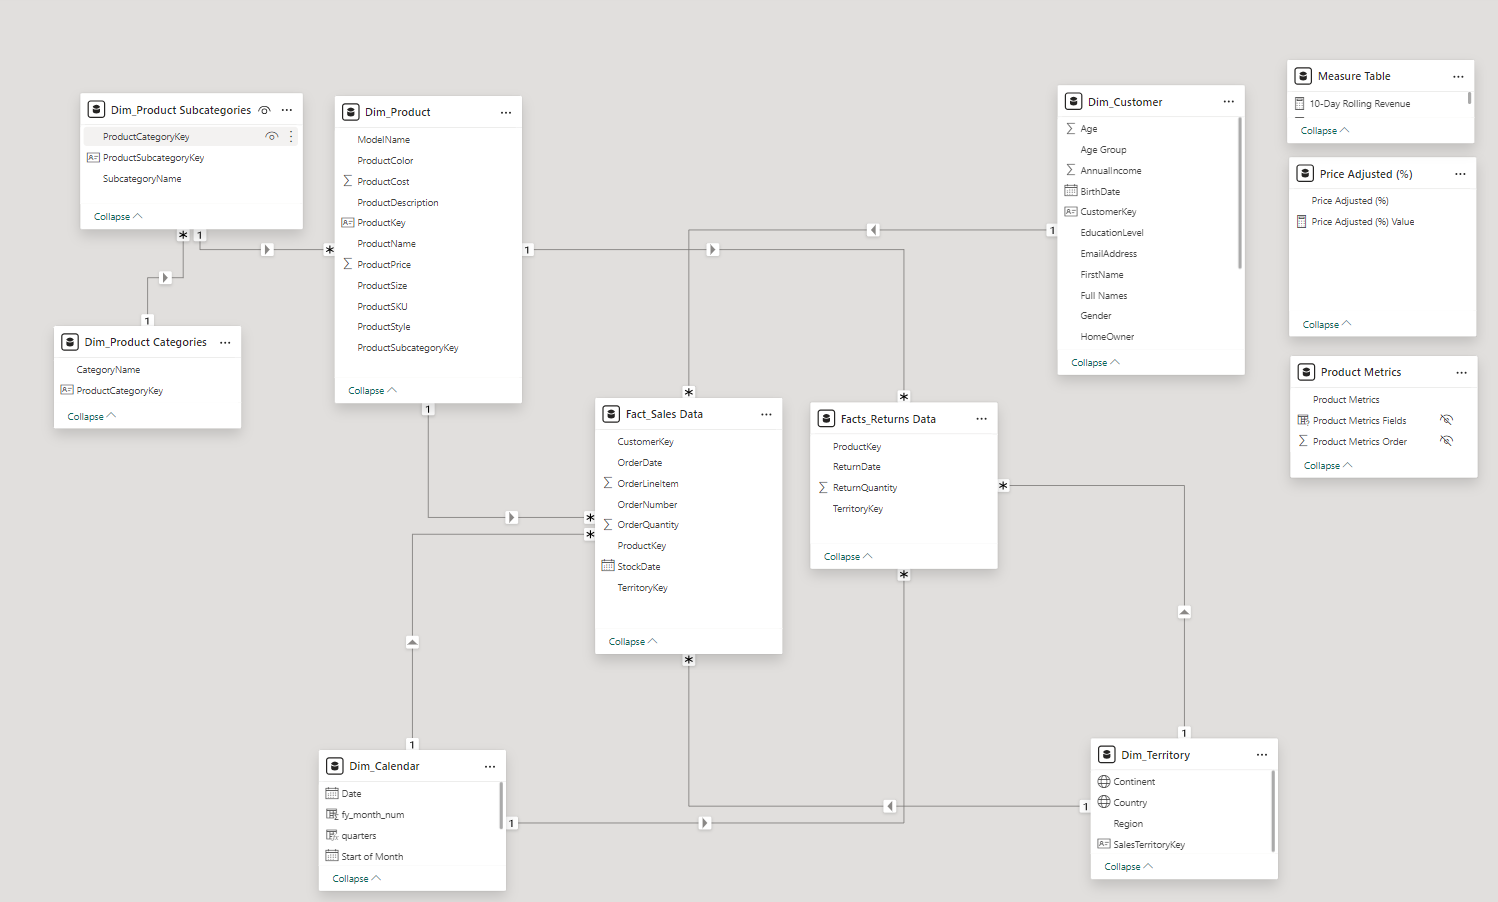 Dim_Product Subcategories
ProductCategoryKey
ProductSubcategoryKey
SubcategoryName
Collapse
* 1
1
Dim_Product Categories
CategoryName
ProductCategoryKey
Collapse
Dim_Product
ModelName
ProductColor
ProductCost
ProductDescription
ProductKey
ProductName
ProductPrice
ProductSize
ProductSKU
ProductStyle
ProductSubcategoryKey
Collapse
*
1
1
Dim_Customer
Age
Age Group
AnnualIncome
BirthDate
CustomerKey
EducationLevel
EmailAddress
FirstName
Full Names
Gender
HomeOwner
Collapse
1
Measure Table
10-Day Rolling Revenue
Collapse
Price Adjusted (%)
Price Adjusted (%)
Price Adjusted (%) Value
Collapse
Product Metrics
Product Metrics
Product Metrics Fields
Product Metrics Order
Collapse
*
Fact_Sales Data
CustomerKey
OrderDate
OrderLineItem
OrderNumber
OrderQuantity
ProductKey
StockDate
TerritoryKey
Collapse
*
*
*
*
Facts_Returns Data
ProductKey
ReturnDate
ReturnQuantity
TerritoryKey
Collapse
*
*
1
Dim_Calendar
Date
fy_month_num
quarters
Start of Month
Collapse
1
1
Dim_Territory
Continent
Country
Region
SalesTerritoryKey
Collapse
1